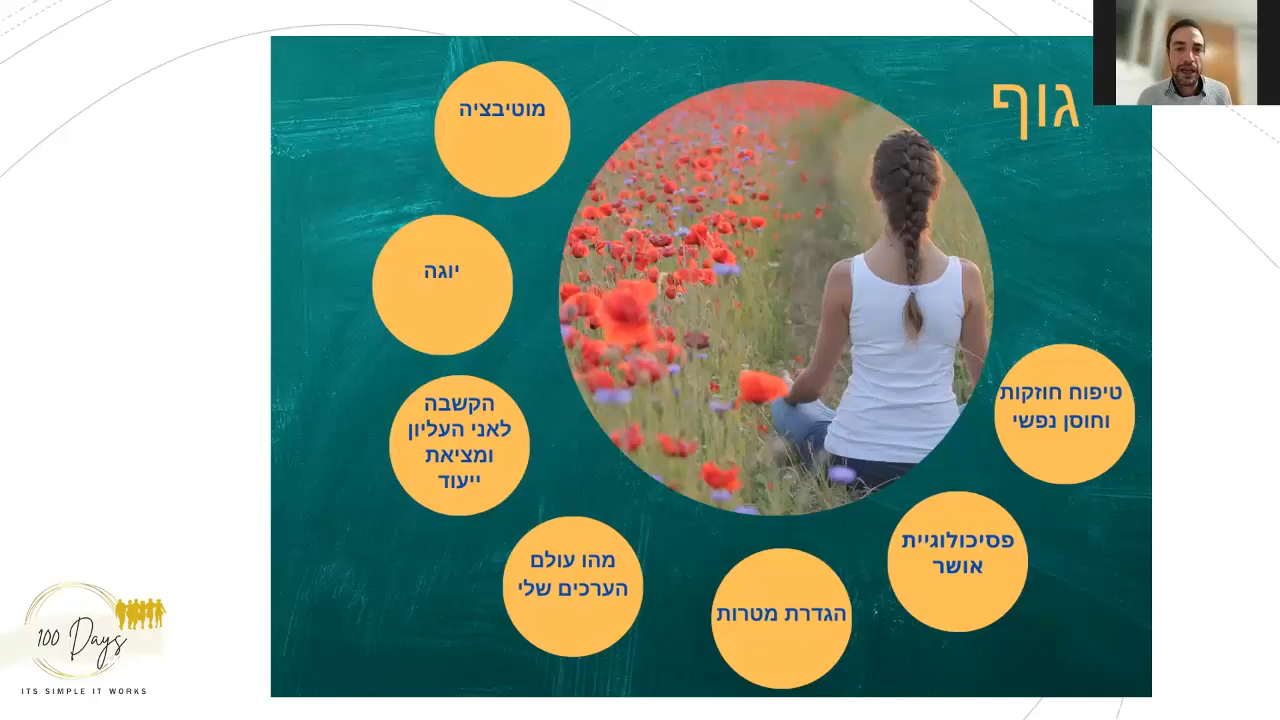 גוף
מוטיבציה
יוגה
הקשבה
לאני העליון
ומציאת
ייעוד
מהו עולם
הערכים שלי
הגדרת מטרות
פסיכולוגיית
אושר
טיפוח חוזקות
וחוסן נפשי
100 Days
ITS SIMPLE IT WORKS